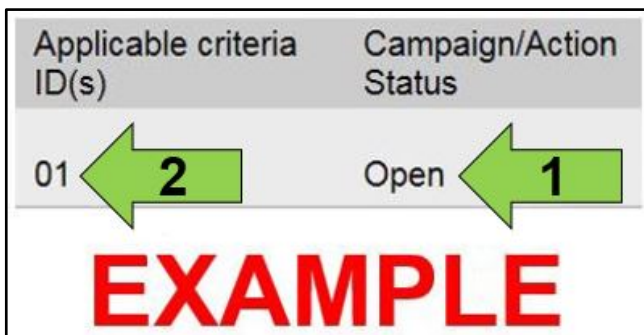 Applicable criteria ID(s)
Campaign/Action Status
01
2
Open
1
EXAMPLE